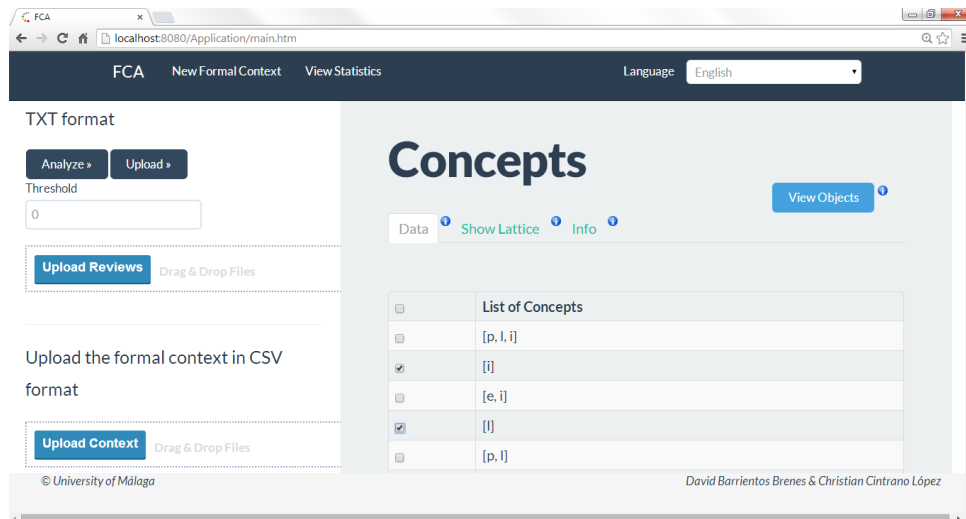 FCA
localhost:8080/Application/main.htm
FCA New Formal Context View Statistics Language English
TXT format
Analyze » Upload »
Threshold
0
Upload Reviews Drag & Drop Files
Upload the formal context in CSV
format
Upload Context Drag & Drop Files
Concepts
View Objects
Data Show Lattice Info
List of Concepts
[p, l, i]
[i]
[e, i]
[l]
[p, l]
© University of Málaga David Barrientos Brenes & Christian Cintrano López